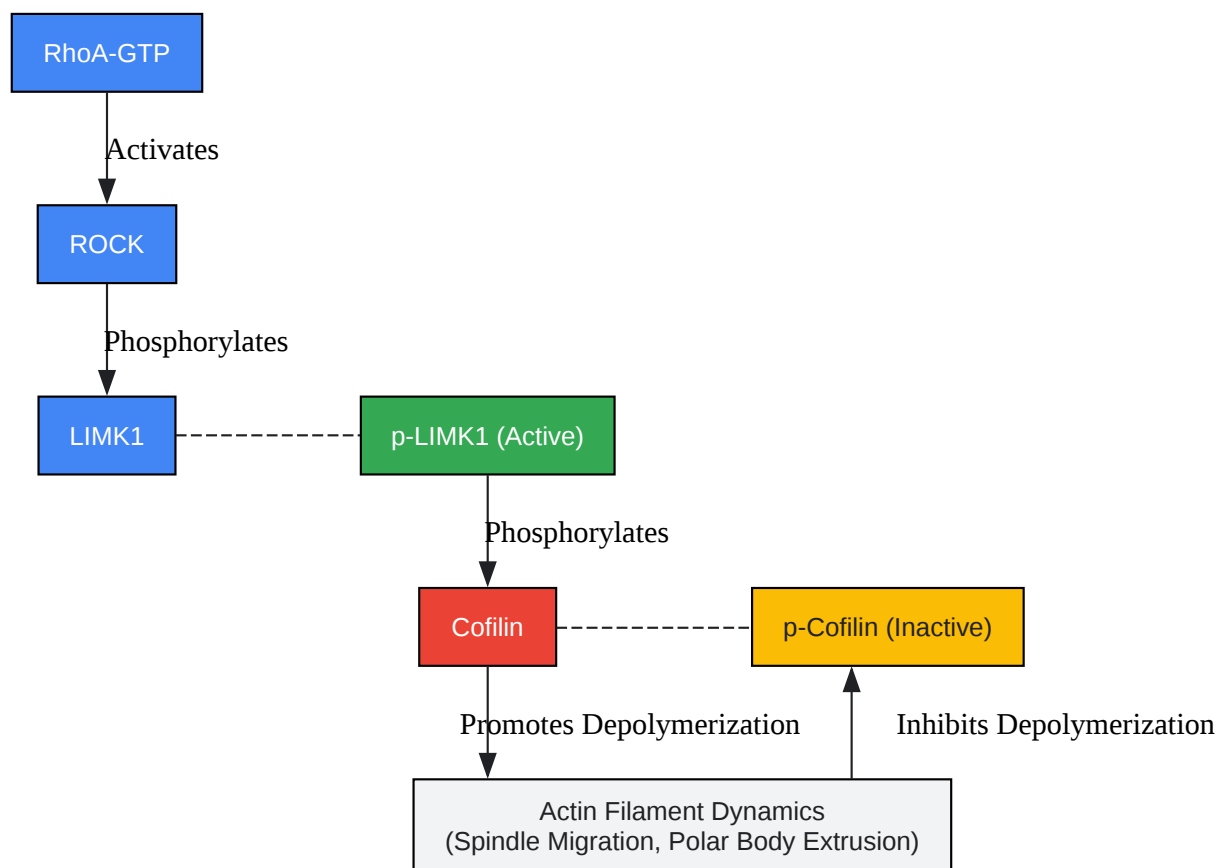 RhoA-GTP
Activates
ROCK
Phosphorylates
LIMK1
p-LIMK1 (Active)
Phosphorylates
Cofilin
p-Cofilin (Inactive)
Promotes Depolymerization
Inhibits Depolymerization
Actin Filament Dynamics
(Spindle Migration, Polar Body Extrusion)